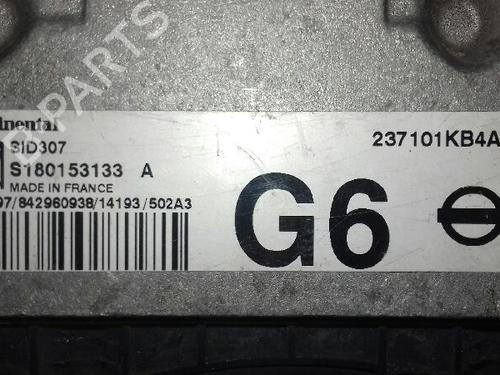 B-PARTS
SID307
S180153133 A
MADE IN FRANCE
97/842960938/14193/502A3
237101KB4A
G6